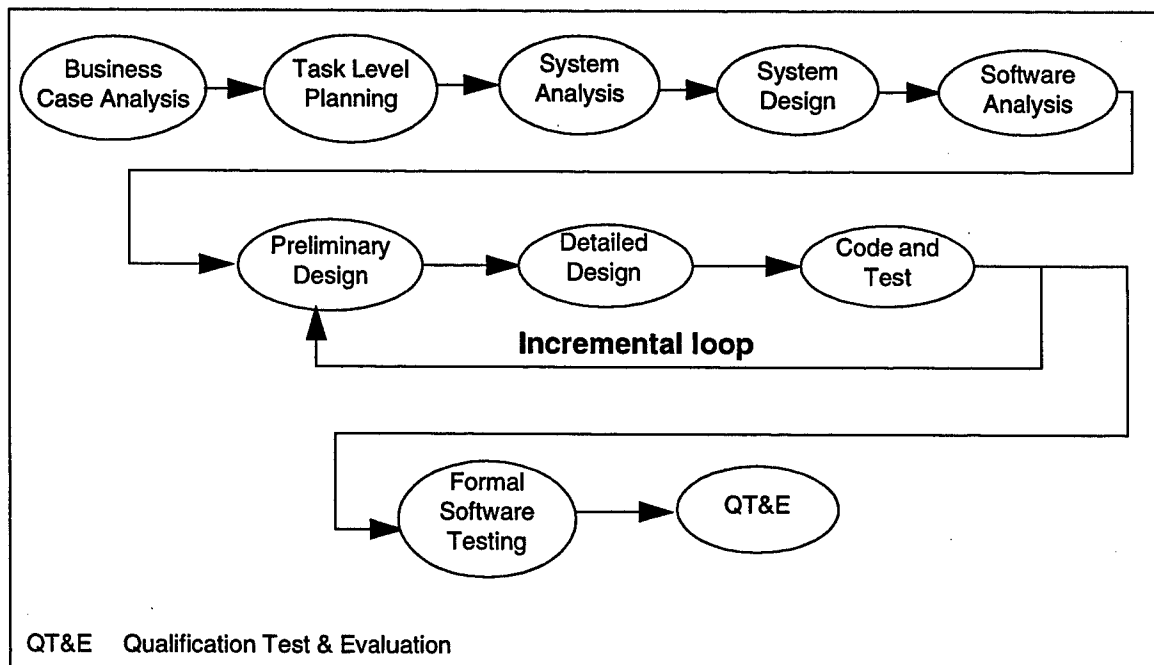 Business
Case Analysis
Task Level
Planning
System
Analysis
System
Design
Software
Analysis
Preliminary
Design
Detailed
Design
Code and
Test
Incremental loop
Formal
Software
Testing
QT&E
QT&E Qualification Test & Evaluation